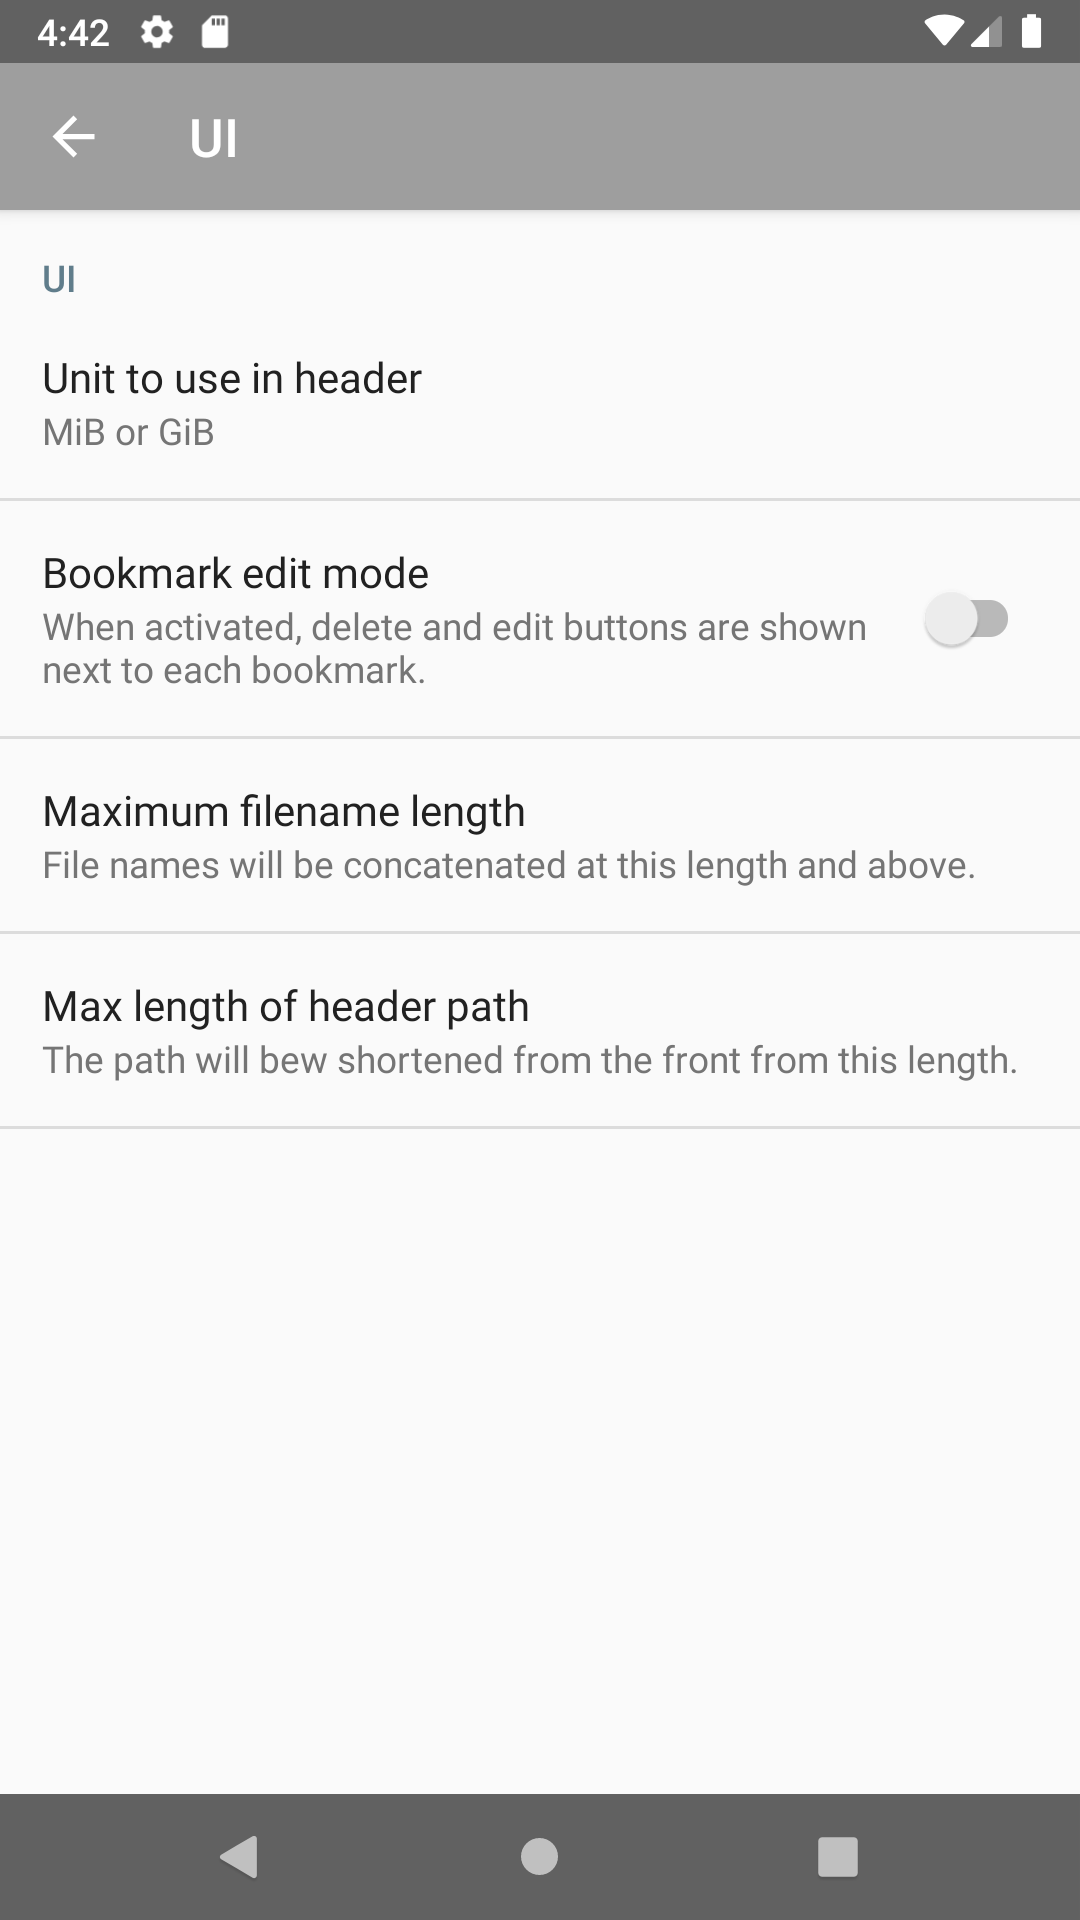 4:42
UI
UI
Unit to use in header
MiB or GiB
Bookmark edit mode
When activated, delete and edit buttons are shown
next to each bookmark.
Maximum filename length
File names will be concatenated at this length and above.
Max length of header path
The path will bew shortened from the front from this length.